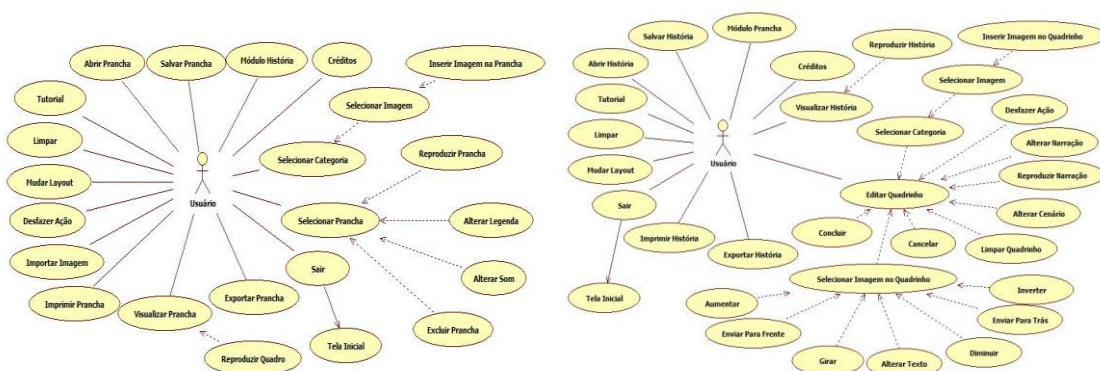 Abrir Prancha
Salvar Prancha
Módulo História
Créditos
Inserir Imagem na Prancha
Tutorial
Selecionar Imagem
Limpar
Selecionar Categoria
Reproduzir Prancha
Mudar Layout
Usuário
Desfazer Ação
Selecionar Prancha
Alterar Legenda
Importar Imagem
Sair
Alterar Som
Imprimir Prancha
Visualizar Prancha
Exportar Prancha
Excluir Prancha
Reproduzir Quadro
Tela Inicial
Salvar História
Módulo Prancha
Inserir Imagem no Quadrinho
Abrir História
Créditos
Reproduzir História
Selecionar Imagem
Tutorial
Visualizar História
Desfazer Ação
Limpar
Selecionar Categoria
Alterar Narração
Mudar Layout
Usuário
Reproduzir Narração
Sair
Editar Quadrinho
Alterar Cenário
Imprimir História
Concluir
Cancelar
Limpar Quadrinho
Exportar História
Selecionar Imagem no Quadrinho
Tela Inicial
Aumentar
Inverter
Enviar Para Frente
Enviar Para Trás
Girar
Alterar Texto
Diminuir